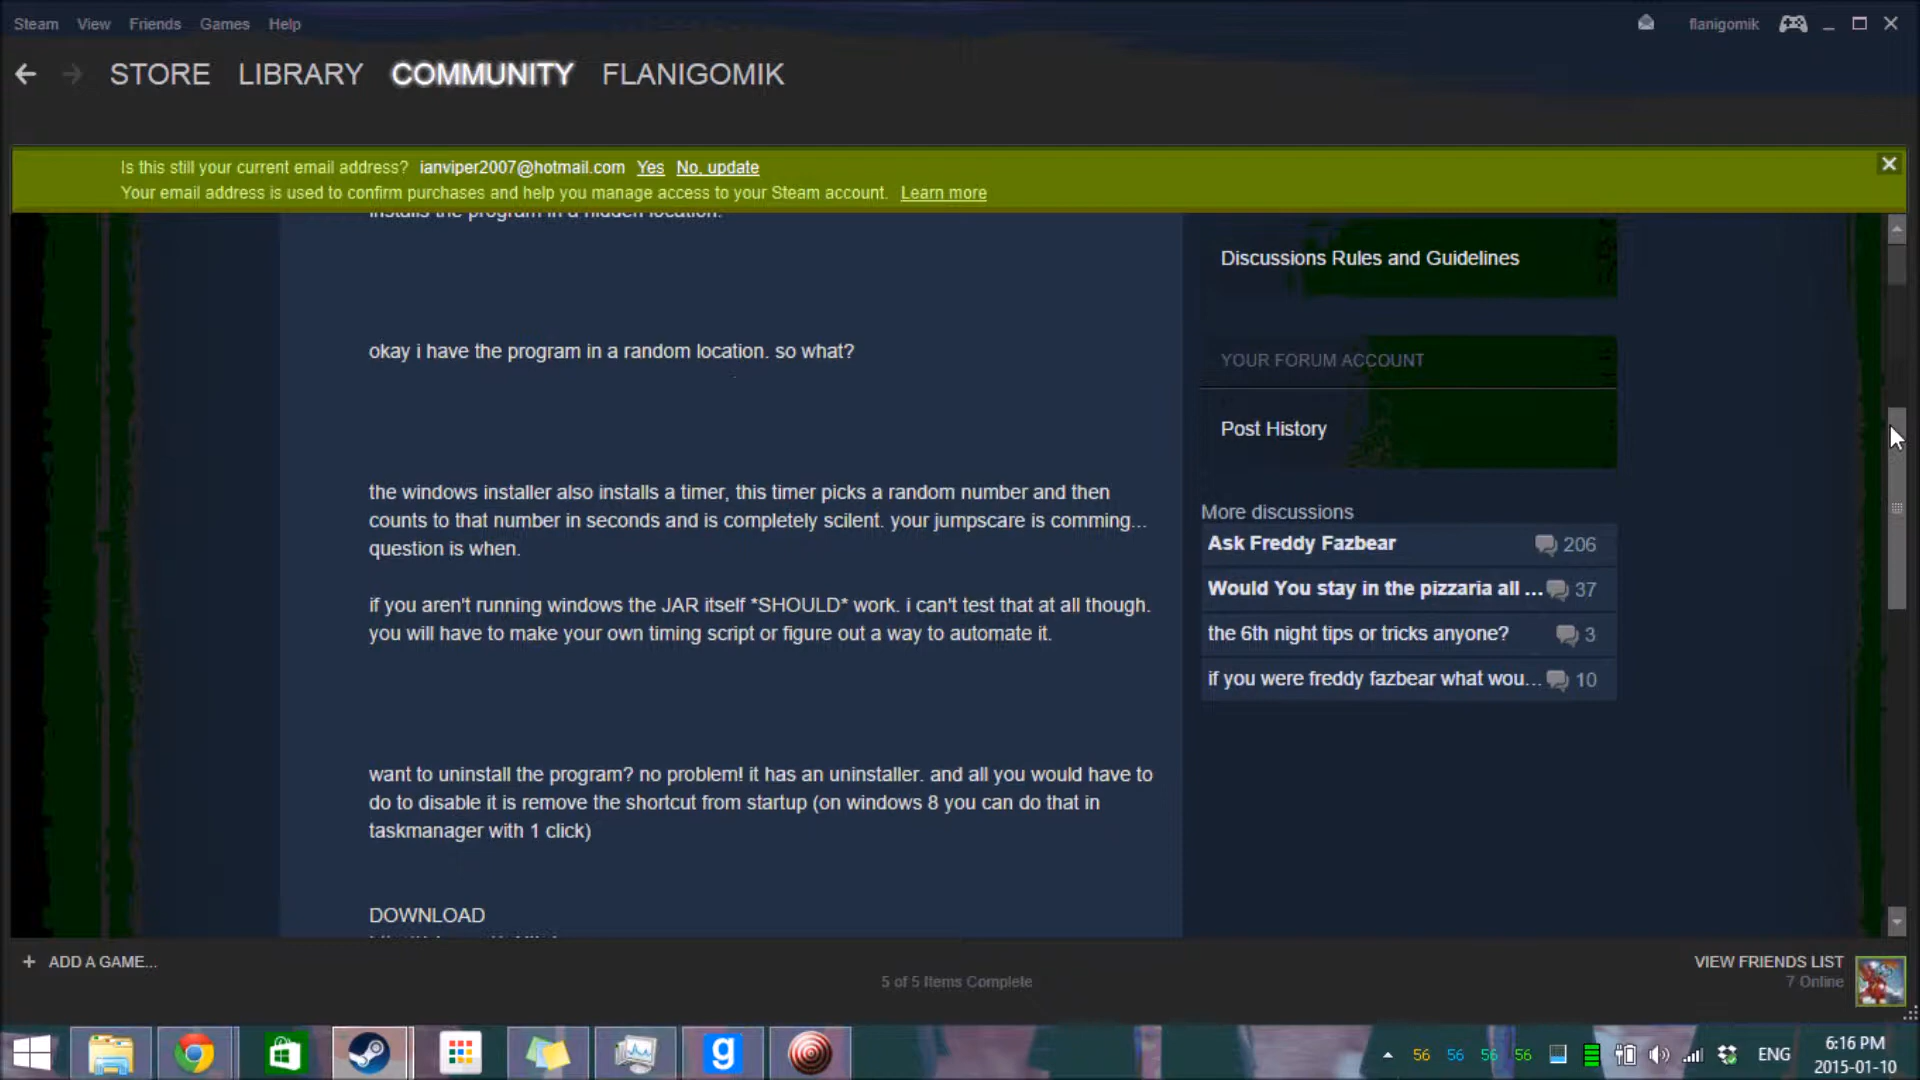 Steam View Friends Games Help
flanigomik
STORE LIBRARY COMMUNITY FLANIGOMIK
Is this still your current email address? ianviper2007@hotmail.com Yes No, update
Your email address is used to confirm purchases and help you manage access to your Steam account. Learn more
installs the program in a hidden location.
okay i have the program in a random location. so what?
the windows installer also installs a timer, this timer picks a random number and then
counts to that number in seconds and is completely scilent. your jumpscare is comming...
question is when.
if you aren't running windows the JAR itself *SHOULD* work. i can't test that at all though.
you will have to make your own timing script or figure out a way to automate it.
want to uninstall the program? no problem! it has an uninstaller. and all you would have to
do to disable it is remove the shortcut from startup (on windows 8 you can do that in
taskmanager with 1 click)
DOWNLOAD
Discussions Rules and Guidelines
YOUR FORUM ACCOUNT
Post History
More discussions
Ask Freddy Fazbear 206
Would You stay in the pizzaria all ... 37
the 6th night tips or tricks anyone? 3
if you were freddy fazbear what wou... 10
+ ADD A GAME...
5 of 5 Items Complete
VIEW FRIENDS LIST
7 Online
g
56 56 56 56
ENG
6:16 PM
2015-01-10